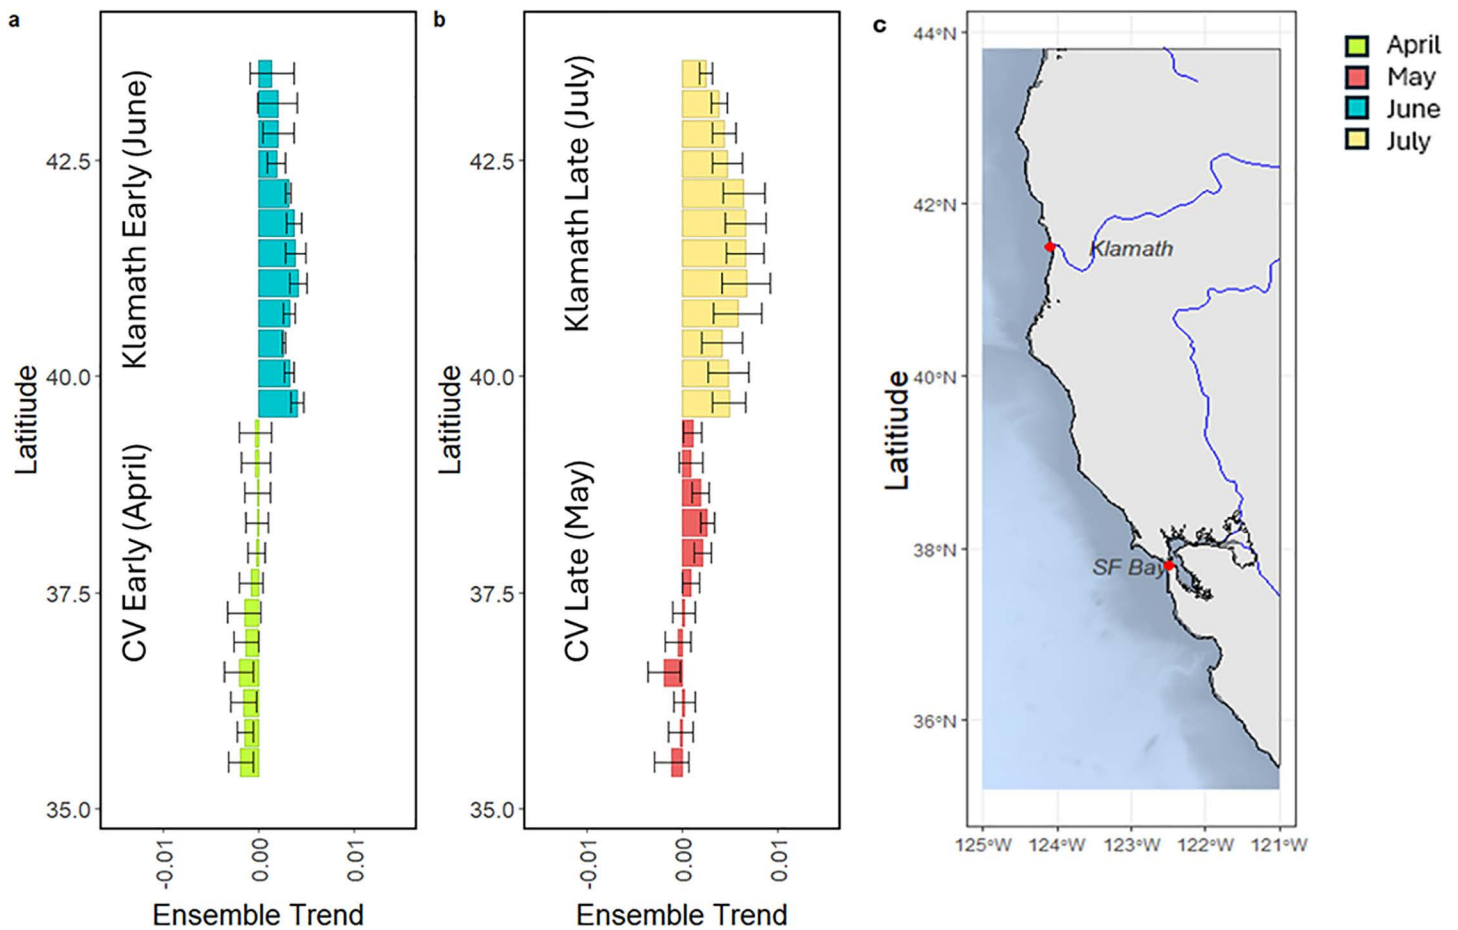 a
Klamath Early (June)
CV Early (April)
Latitiude
42.5
40.0
37.5
35.0
-0.01
0.00
0.01
Ensemble Trend
b
Klamath Late (July)
CV Late (May)
Latitiude
42.5
40.0
37.5
35.0
-0.01
0.00
0.01
Ensemble Trend
c
Latitiude
44°N
42°N
40°N
38°N
36°N
Klamath
SF Bay
125°W
124°W
123°W
122°W
121°W
April
May
June
July